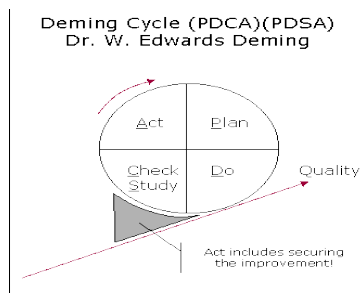 Deming Cycle (PDCA)(PDSA)
Dr. W. Edwards Deming
Act
Plan
Check
Study
Do
Quality
Act includes securing
the improvement!